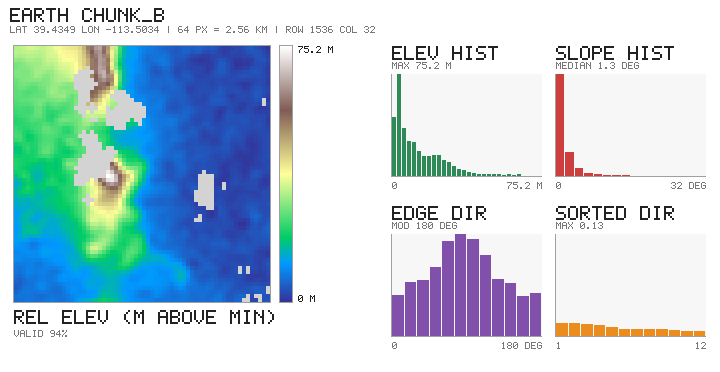 EARTH CHUNK_B
LAT 39.4349 LON -113.5034 | 64 PX = 2.56 KM | ROW 1536 COL 32
75.2 M
0 M
REL ELEV (M ABOVE MIN)
VALID 94%
ELEV HIST
MAX 75.2 M
0 75.2 M
SLOPE HIST
MEDIAN 1.3 DEG
0 32 DEG
EDGE DIR
MOD 180 DEG
0 180 DEG
SORTED DIR
MAX 0.13
1 12